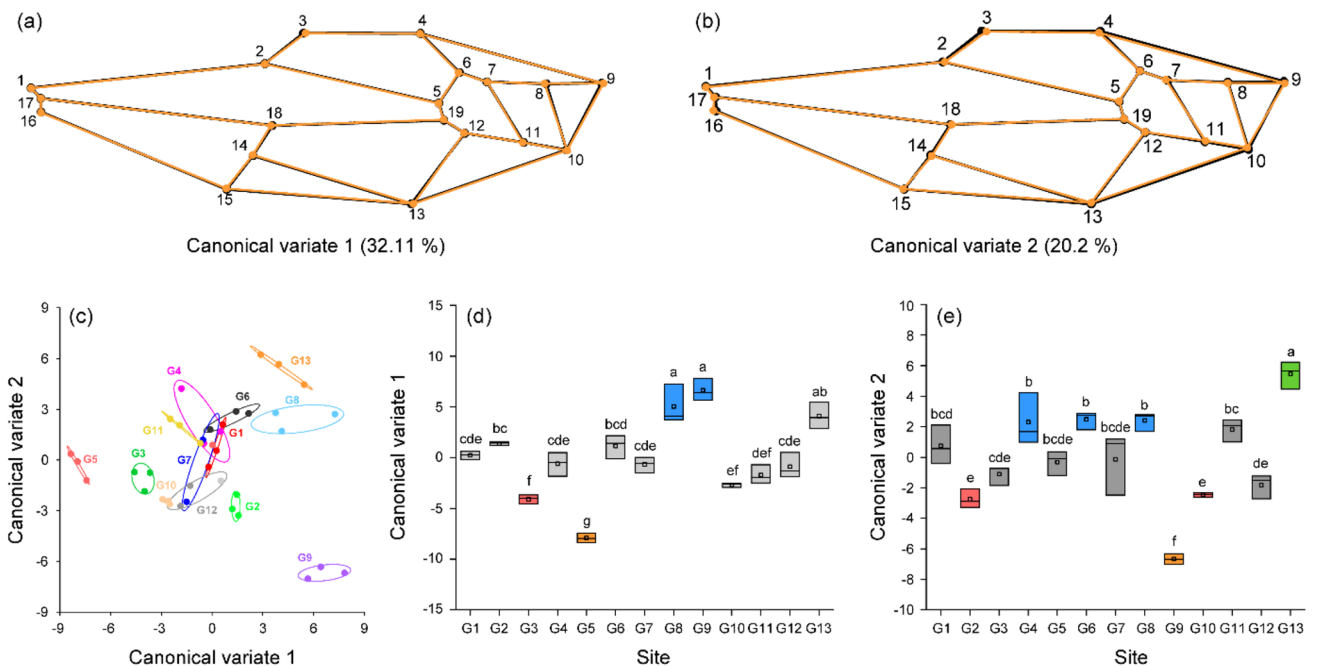 (a)
3
4
2
6
7
9
1
8
5
17
18
19
12
16
11
14
10
15
13
Canonical variate 1 (32.11 %)
(b)
3
4
2
6
7
9
1
8
5
17
18
19
16
11
12
14
10
15
13
Canonical variate 2 (20.2 %)
(c)
Canonical variate 2
9
6
3
0
-3
-6
-9
G13
G4
G6
G8
G11
G1
G5
G3
G7
G10
G12
G2
G9
-9 -6 -3 0 3 6 9
Canonical variate 1
(d)
Canonical variate 1
15
10
5
0
-5
-10
-15
cde bc f cde g bcd cde a a ef def cde ab
G1 G2 G3 G4 G5 G6 G7 G8 G9 G10 G11 G12 G13
Site
(e)
Canonical variate 2
10
8
6
4
2
0
-2
-4
-6
-8
-10
bcd e cde b bcde b bcde b f e bc de a
G1 G2 G3 G4 G5 G6 G7 G8 G9 G10 G11 G12 G13
Site